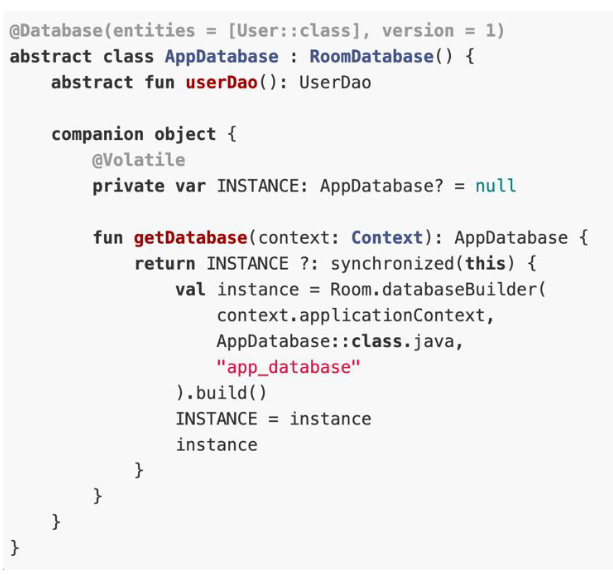 @Database(entities = [User::class], version = 1)
abstract class AppDatabase : RoomDatabase() {
    abstract fun userDao(): UserDao

    companion object {
        @Volatile
        private var INSTANCE: AppDatabase? = null

        fun getDatabase(context: Context): AppDatabase {
            return INSTANCE ?: synchronized(this) {
                val instance = Room.databaseBuilder(
                    context.applicationContext,
                    AppDatabase::class.java,
                    "app_database"
                ).build()
                INSTANCE = instance
                instance
            }
        }
    }
}